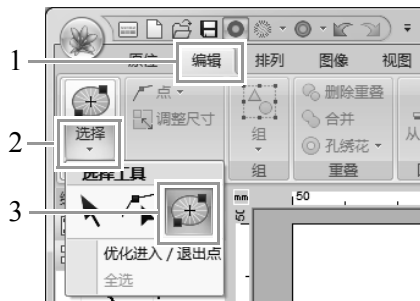 1
2
3
原位 编辑 排列 图像 视图
选择
点
调整尺寸
组
组
删除重叠
合并
孔绣花
重叠
从
选择工具
优化进入 / 退出点
全选
mm
50
50